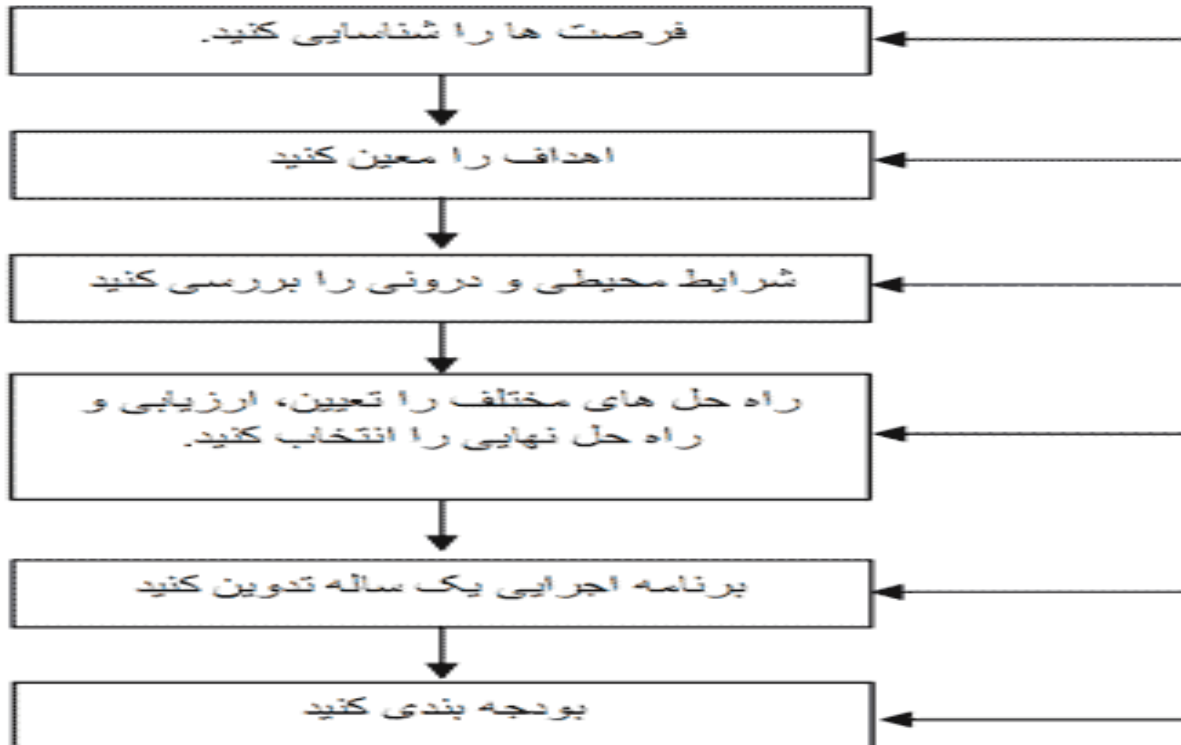 فرصت ها را شناسایی کنید.
اهداف را معین کنید
شرایط محیطی و درونی را بررسی کنید
راه حل های مختلف را تعیین، ارزیابی و
راه حل نهایی را انتخاب کنید.
برنامه اجرایی یک ساله تدوین کنید
بودجه بندی کنید